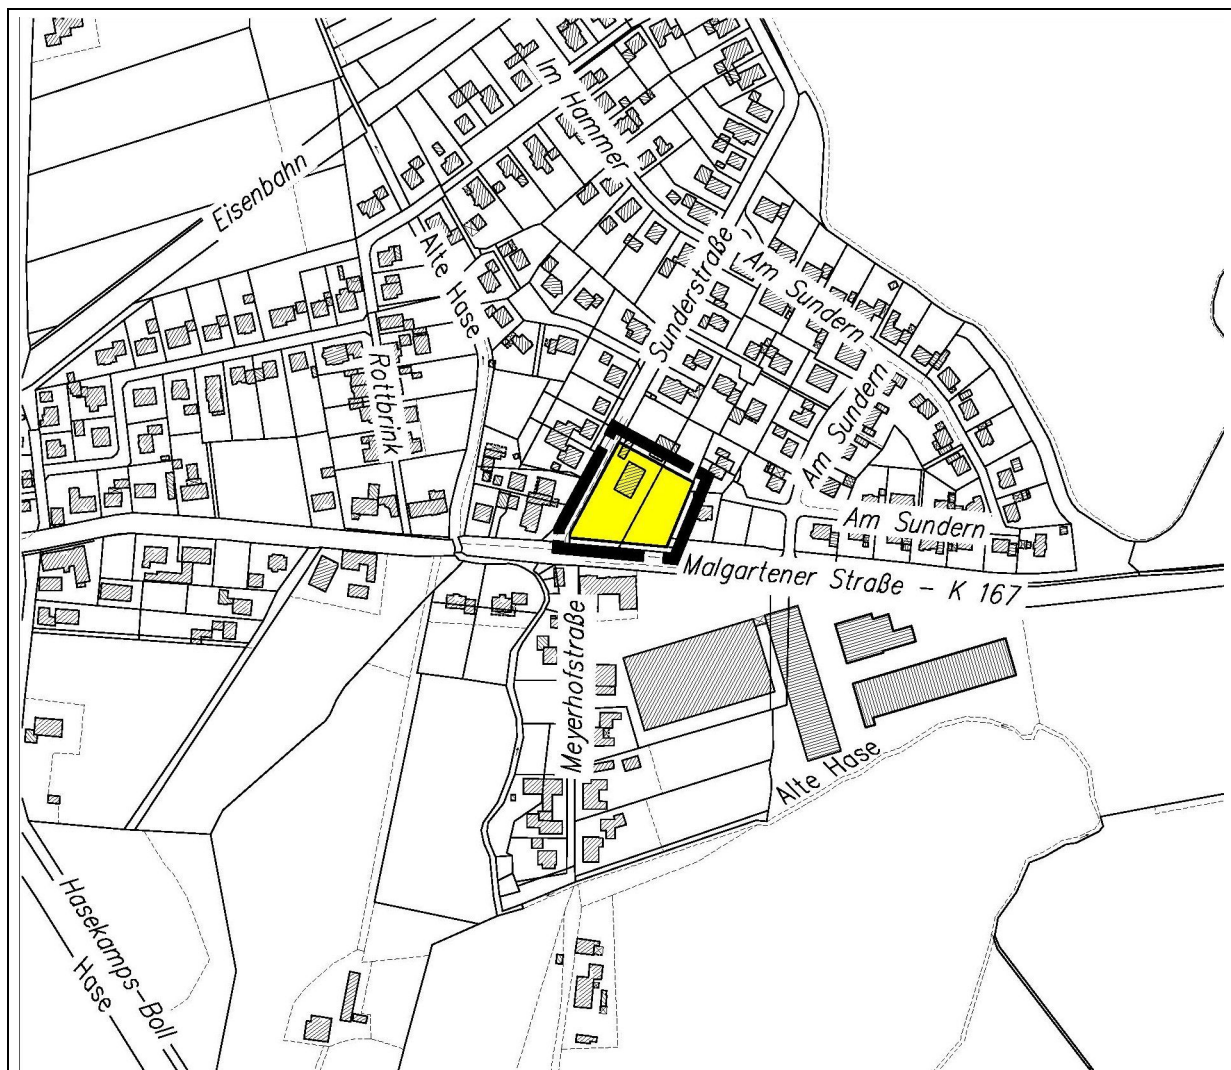 Im Hammer
Eisenbahn
Alte Hase
Sunderstraße
Am Sundern
Rottbrink
Am Sundern
Am Sundern
Malgartener Straße - K 167
Meyerhofstraße
Alte Hase
Hasekamps-Boll
Hase